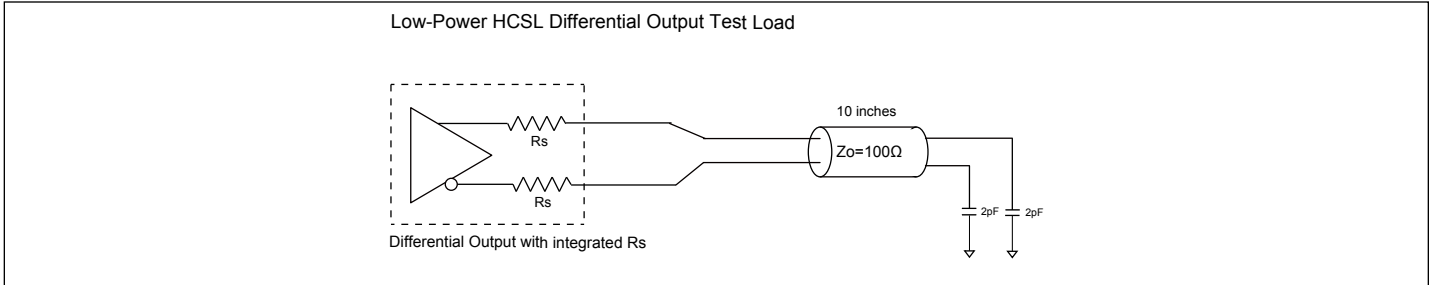 Low-Power HCSL Differential Output Test Load
10 inches
Rs
Zo=100Ω
Rs
2pF
2pF
Differential Output with integrated Rs